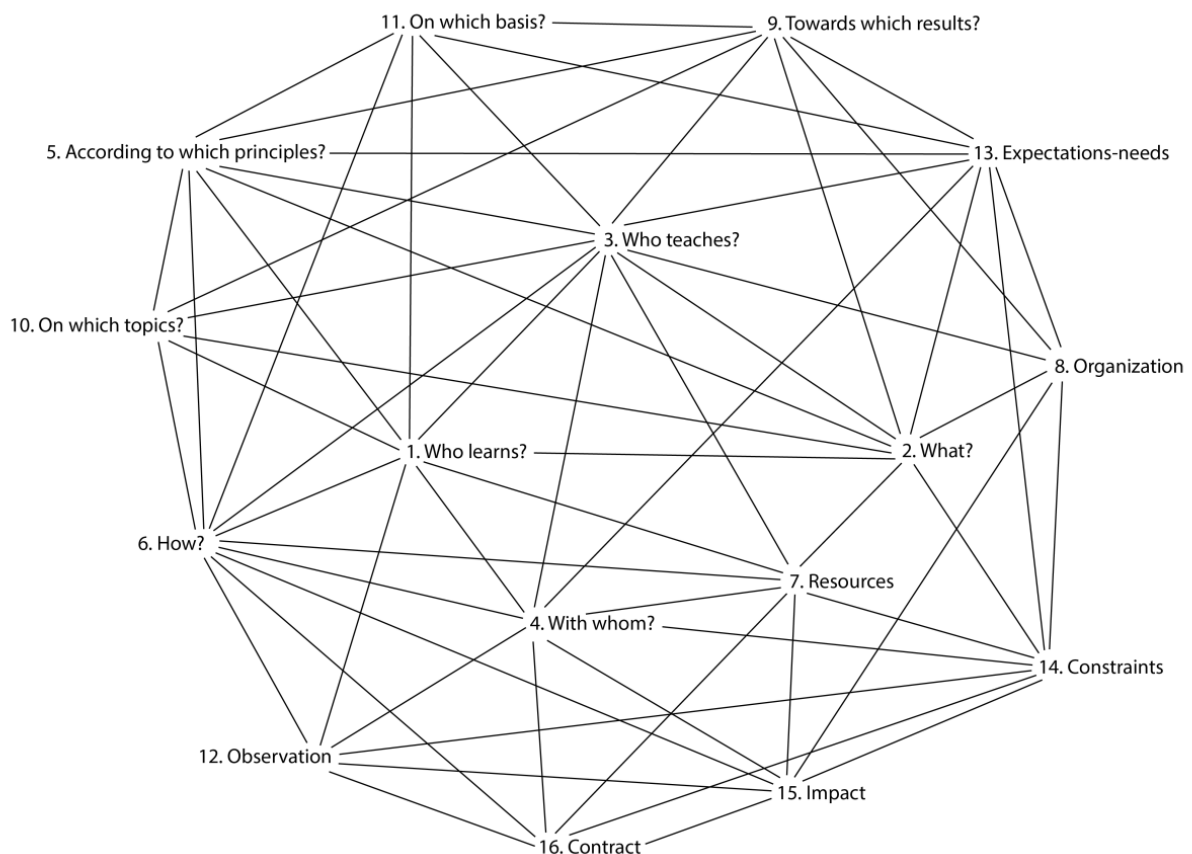 11. On which basis?
9. Towards which results?
5. According to which principles?
13. Expectations-needs
3. Who teaches?
10. On which topics?
8. Organization
1. Who learns?
2. What?
6. How?
7. Resources
4. With whom?
14. Constraints
12. Observation
15. Impact
16. Contract